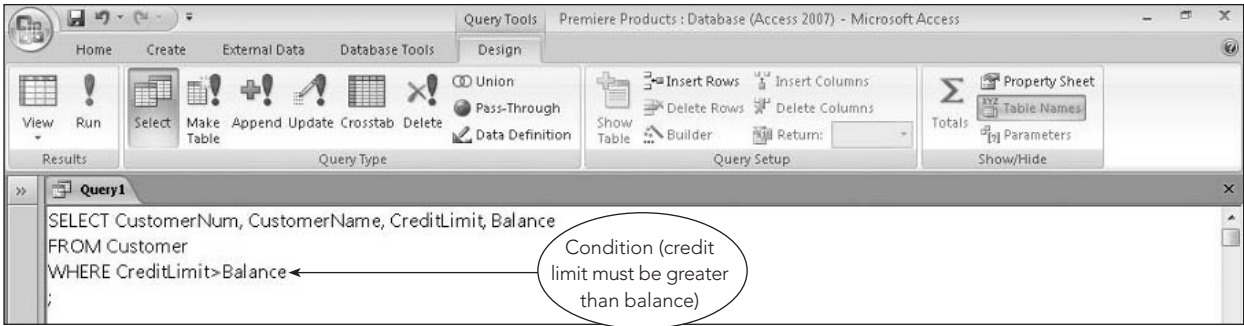 Query Tools Premiere Products : Database (Access 2007) - Microsoft Access
Home Create External Data Database Tools Design
View
Run
Select
Make Table
Append
Update
Crosstab
Delete
Union
Pass-Through
Data Definition
Show Table
Insert Rows
Delete Rows
Builder
Insert Columns
Delete Columns
Return:
Totals
Property Sheet
XYZ Table Names
[?] Parameters
Results Query Type Query Setup Show/Hide
» Query1
SELECT CustomerNum, CustomerName, CreditLimit, Balance
FROM Customer
WHERE CreditLimit>Balance
;
Condition (credit
limit must be greater
than balance)